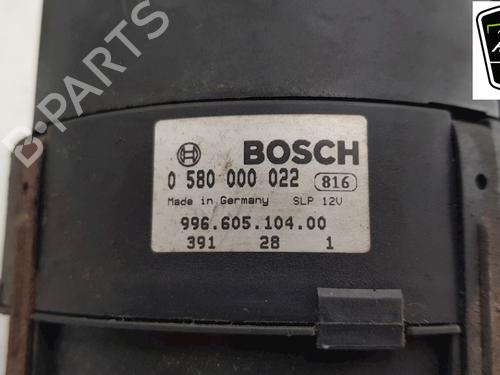 B-PARTS
BOSCH
0 580 000 022 816
Made in Germany SLP 12V
996.605.104.00
391 28 1